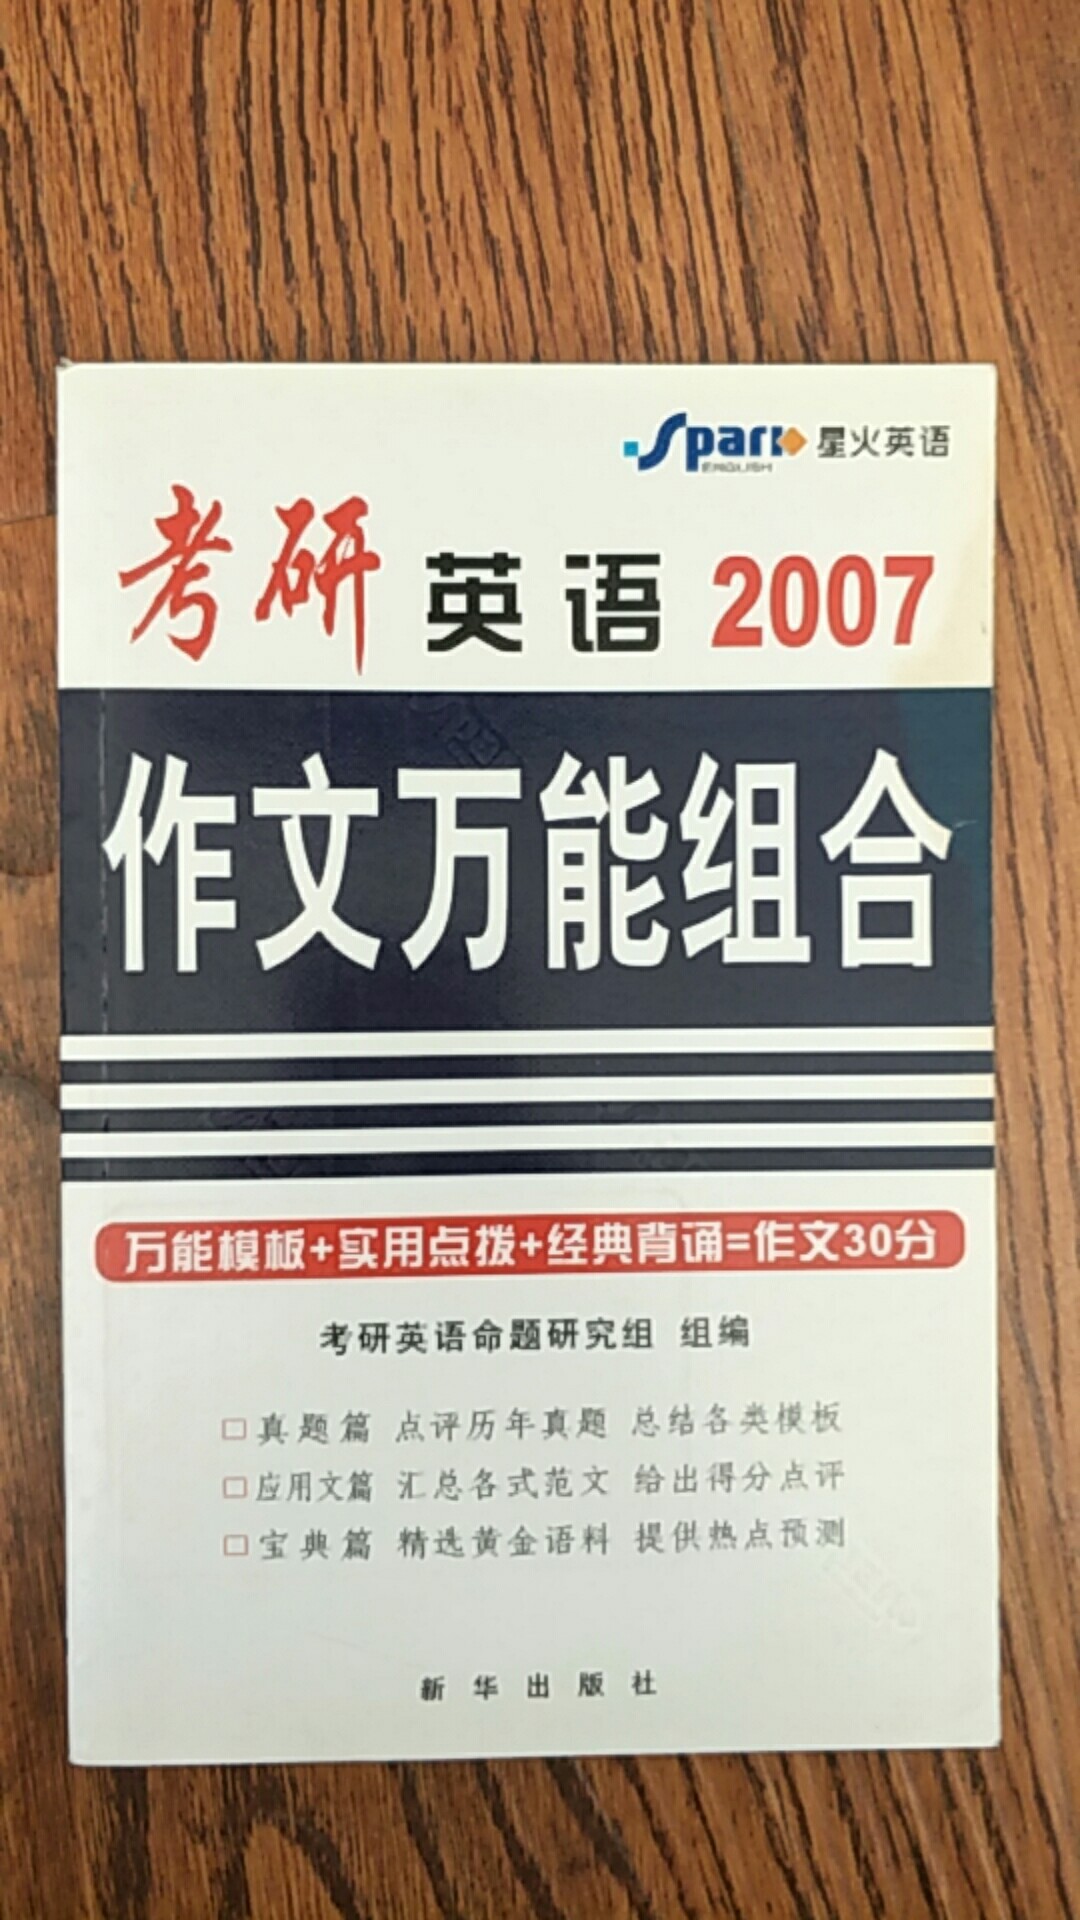 Spark 星火英语
ENGLISH
考研 英语 2007
作文万能组合
万能模板+实用点拨+经典背诵=作文30分
考研英语命题研究组 组编
□ 真题篇 点评历年真题 总结各类模板
□ 应用文篇 汇总各式范文 给出得分点评
□ 宝典篇 精选黄金语料 提供热点预测
新华出版社